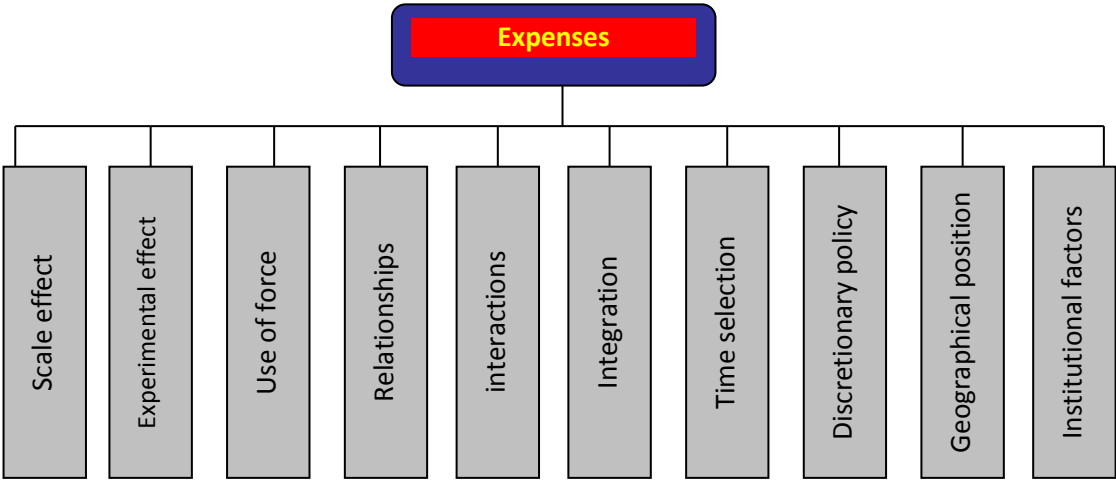 Expenses
Scale effect
Experimental effect
Use of force
Relationships
interactions
Integration
Time selection
Discretionary policy
Geographical position
Institutional factors